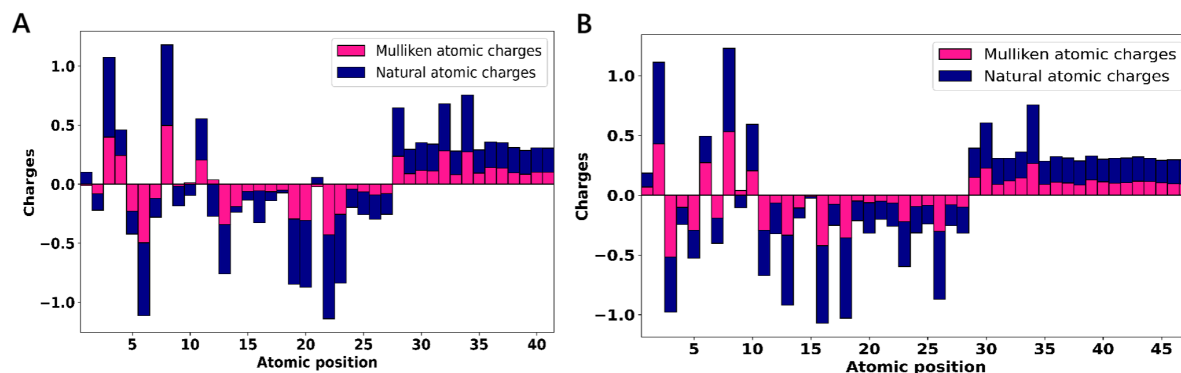 A
Mulliken atomic charges
Natural atomic charges
Charges
1.0
0.5
0.0
−0.5
−1.0
5 10 15 20 25 30 35 40
Atomic position
B
Mulliken atomic charges
Natural atomic charges
Charges
1.0
0.5
0.0
−0.5
−1.0
5 10 15 20 25 30 35 40 45
Atomic position